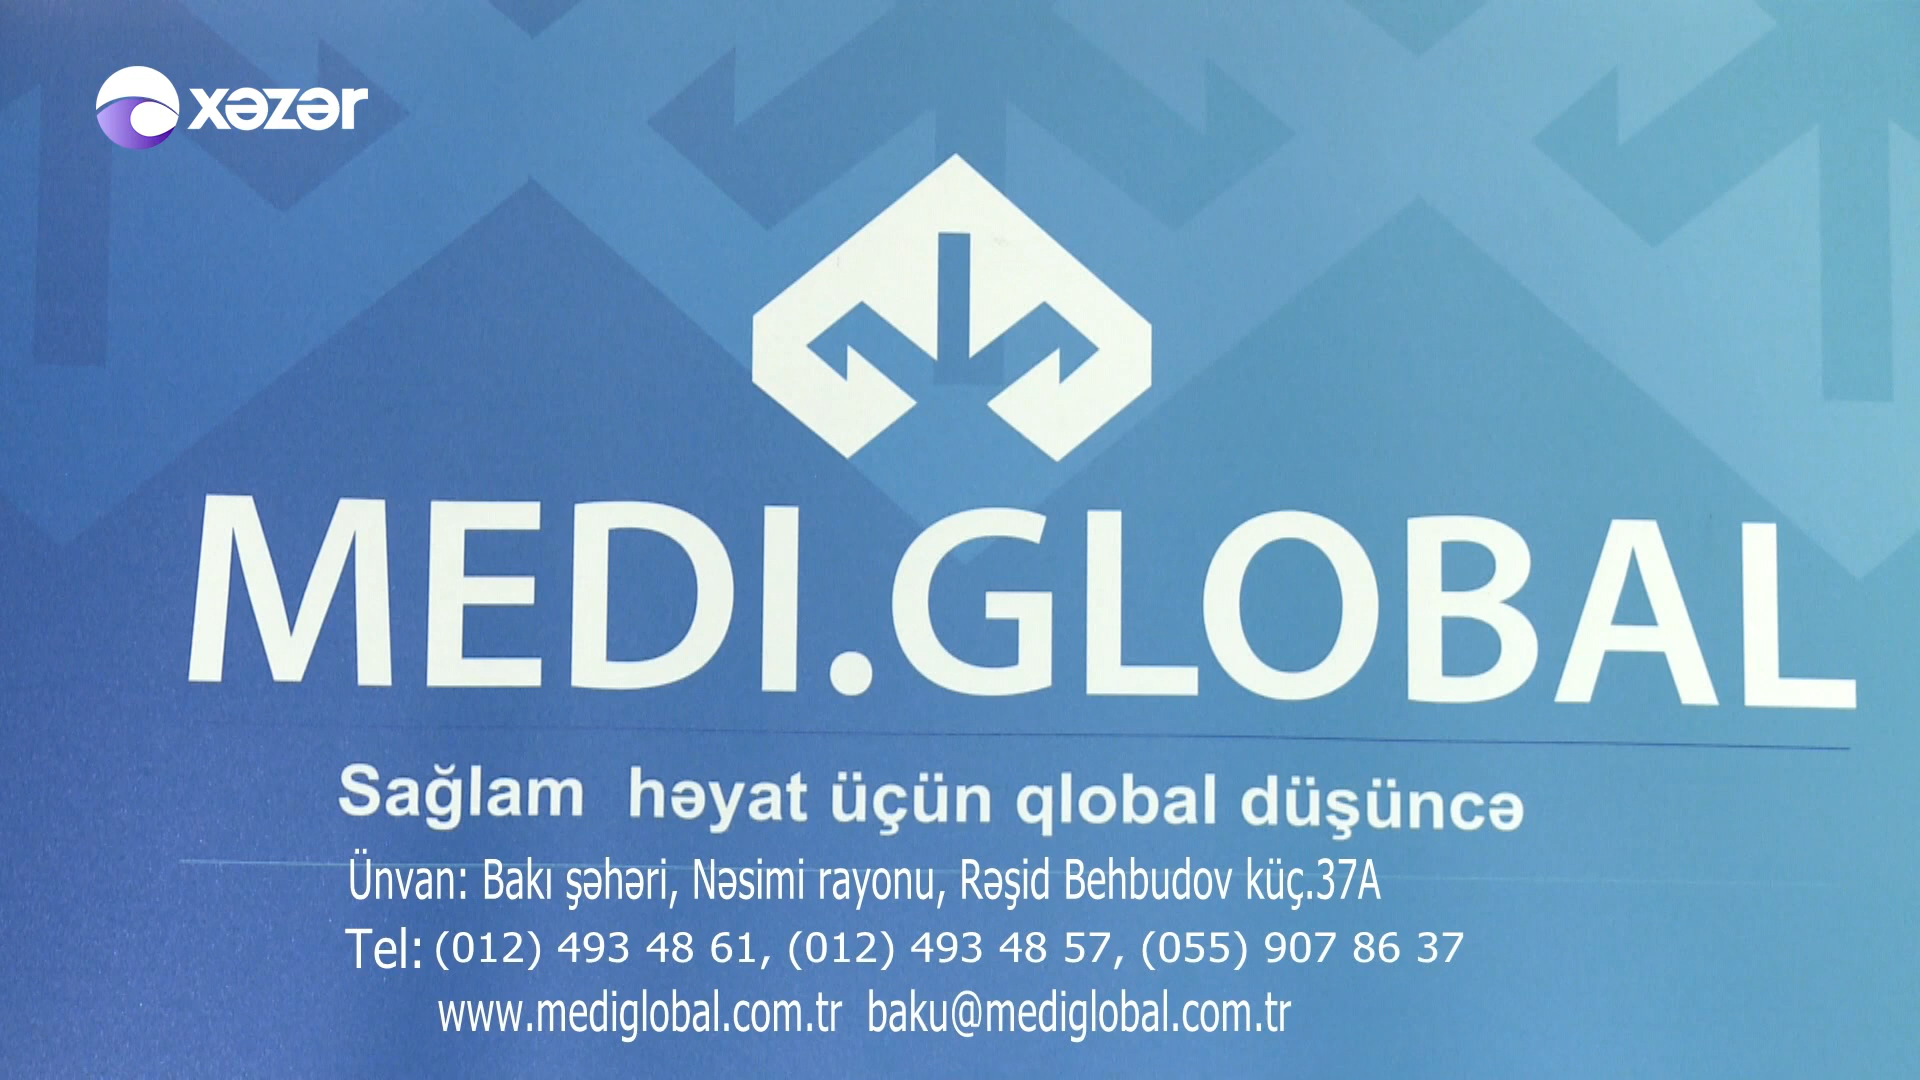 xəzər
MEDI.GLOBAL
Sağlam həyat üçün qlobal düşüncə
Ünvan: Bakı şəhəri, Nəsimi rayonu, Rəşid Behbudov küç.37A
Tel: (012) 493 48 61, (012) 493 48 57, (055) 907 86 37
www.mediglobal.com.tr baku@mediglobal.com.tr